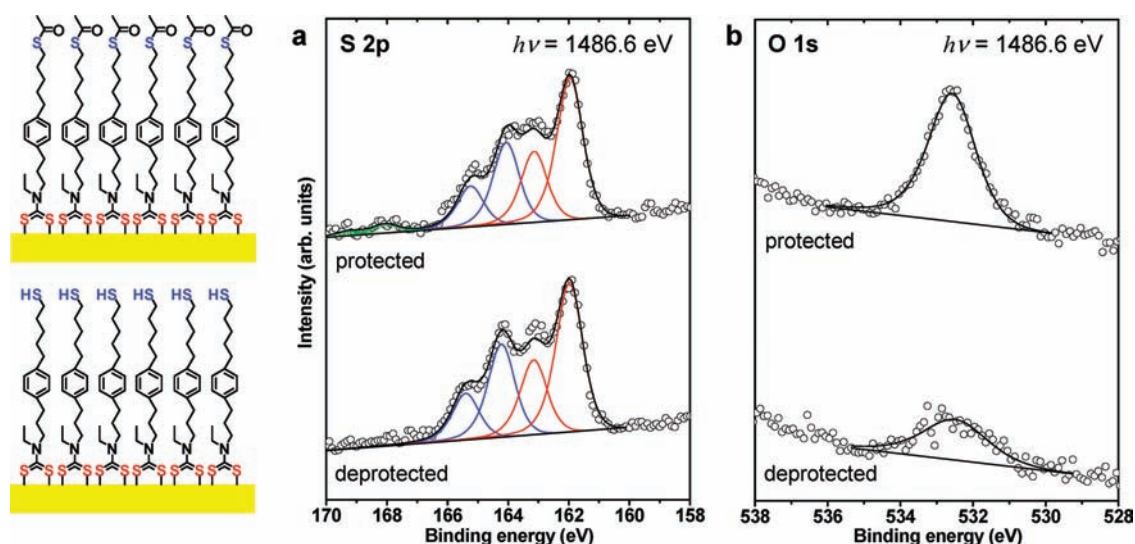 O O O O O O
S S S S S S
N N N N N N
S S S S S S S S S S S S
HS HS HS HS HS HS
N N N N N N
S S S S S S S S S S S S
a
S 2p
hν = 1486.6 eV
protected
deprotected
Intensity (arb. units)
170 168 166 164 162 160 158
Binding energy (eV)
b
O 1s
hν = 1486.6 eV
protected
deprotected
538 536 534 532 530 528
Binding energy (eV)